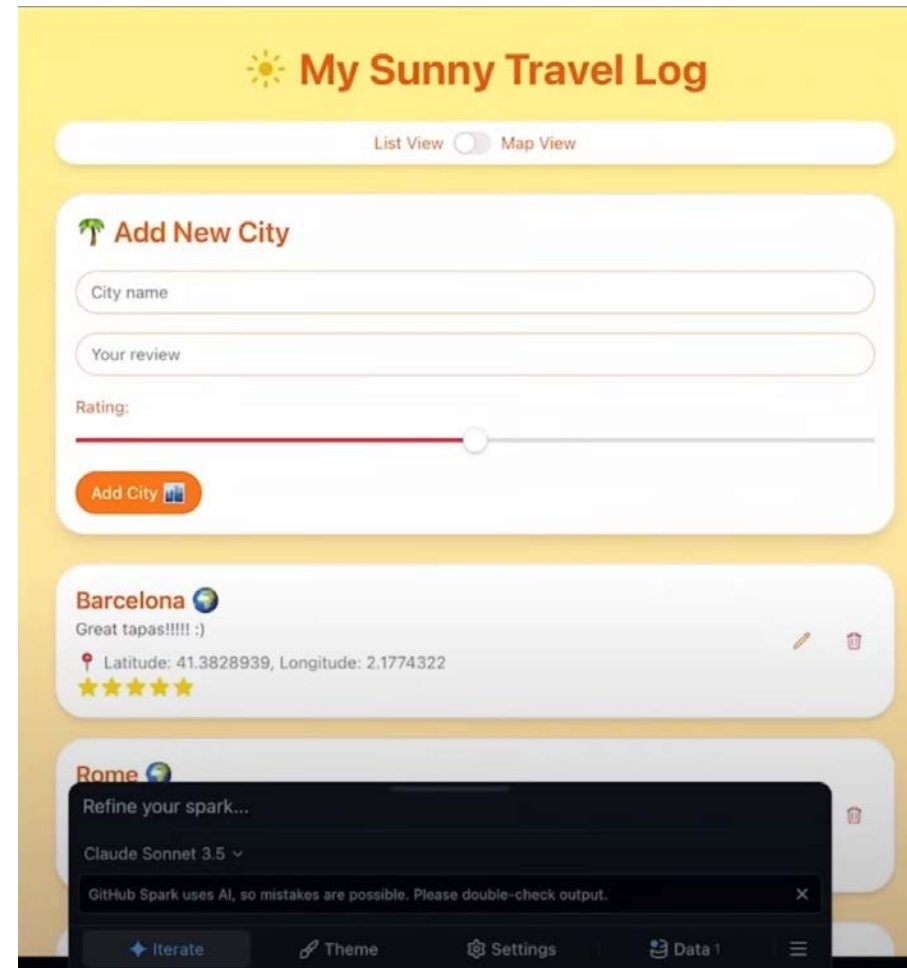 My Sunny Travel Log
List View Map View
Add New City
City name
Your review
Rating:
Add City
Barcelona
Great tapas!!!!! :)
Latitude: 41.3828939, Longitude: 2.1774322
Rome
Refine your spark...
Claude Sonnet 3.5
GitHub Spark uses AI, so mistakes are possible. Please double-check output.
Iterate Theme Settings Data 1